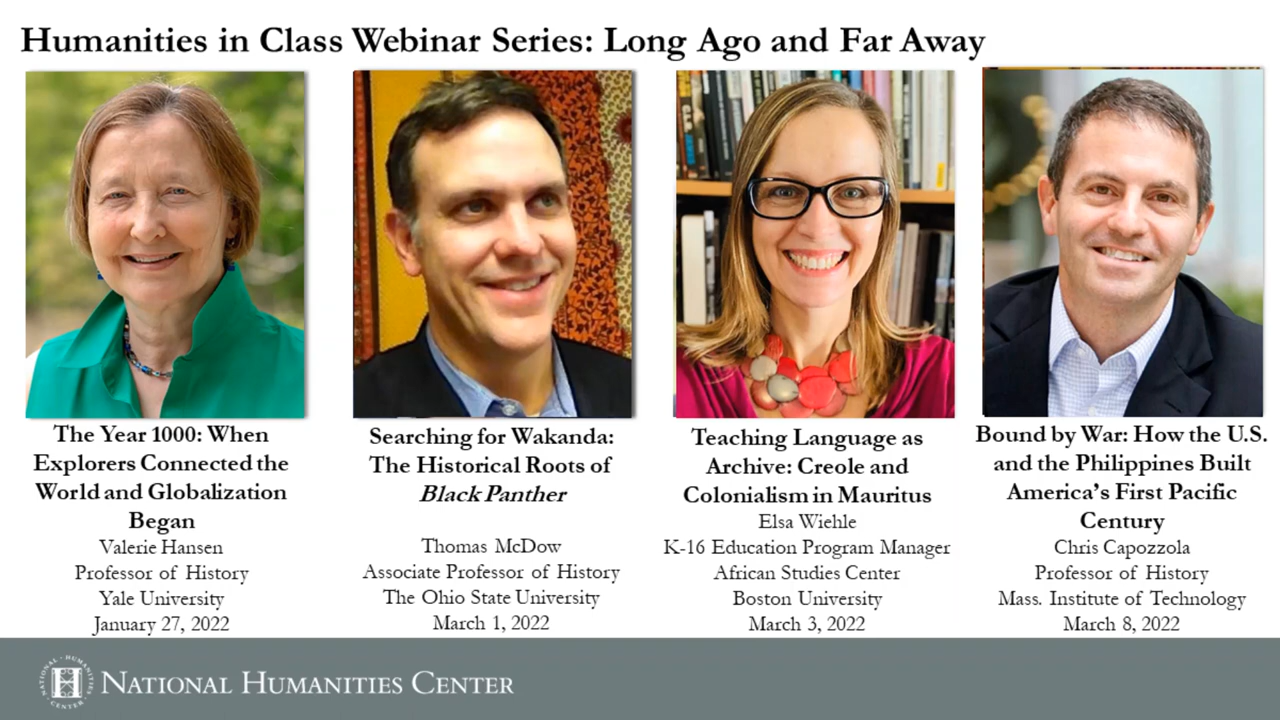 Humanities in Class Webinar Series: Long Ago and Far Away
The Year 1000: When
Explorers Connected the
World and Globalization
Began
Valerie Hansen
Professor of History
Yale University
January 27, 2022
Searching for Wakanda:
The Historical Roots of
Black Panther
Thomas McDow
Associate Professor of History
The Ohio State University
March 1, 2022
Teaching Language as
Archive: Creole and
Colonialism in Mauritus
Elsa Wiehle
K-16 Education Program Manager
African Studies Center
Boston University
March 3, 2022
Bound by War: How the U.S.
and the Philippines Built
America's First Pacific
Century
Chris Capozzola
Professor of History
Mass. Institute of Technology
March 8, 2022
NATIONAL · HUMANITIES · CENTER
H
NATIONAL HUMANITIES CENTER